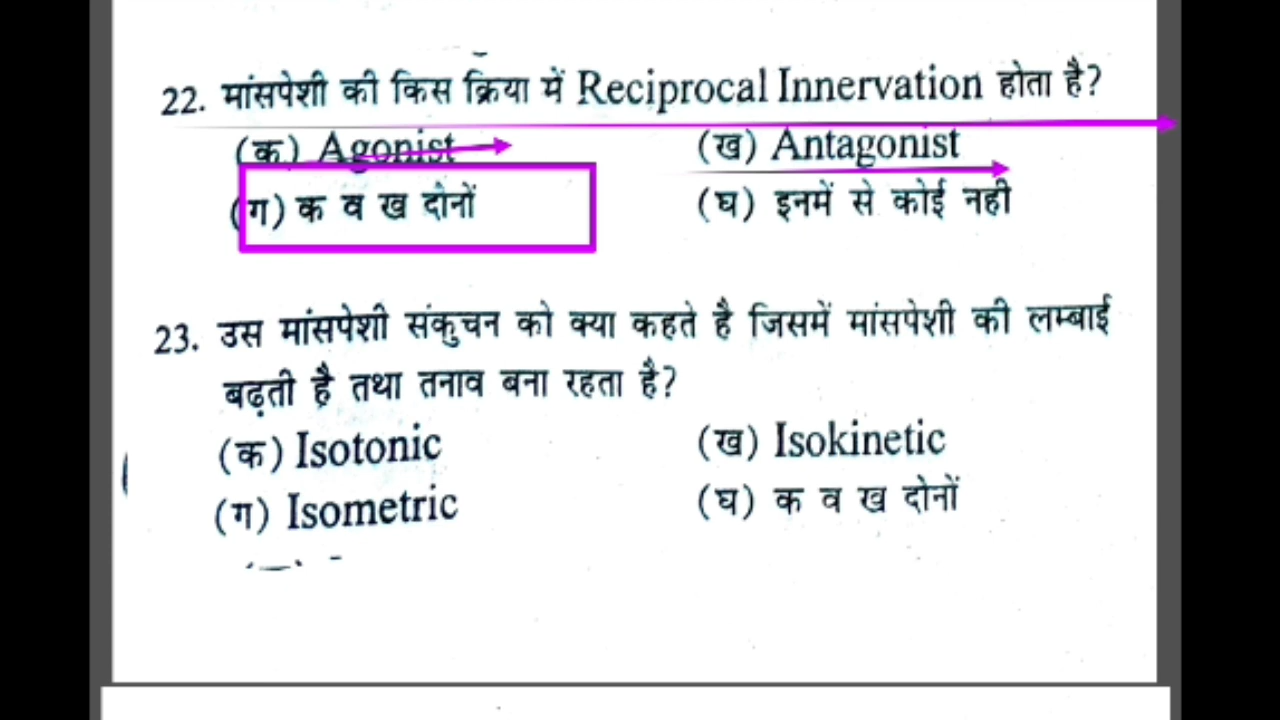 22. मांसपेशी की किस क्रिया में Reciprocal Innervation होता है?
(क) Agonist (ख) Antagonist
(ग) क व ख दोनों (घ) इनमें से कोई नही
23. उस मांसपेशी संकुचन को क्या कहते है जिसमें मांसपेशी की लम्बाई
बढ़ती है तथा तनाव बना रहता है?
(क) Isotonic (ख) Isokinetic
(ग) Isometric (घ) क व ख दोनों